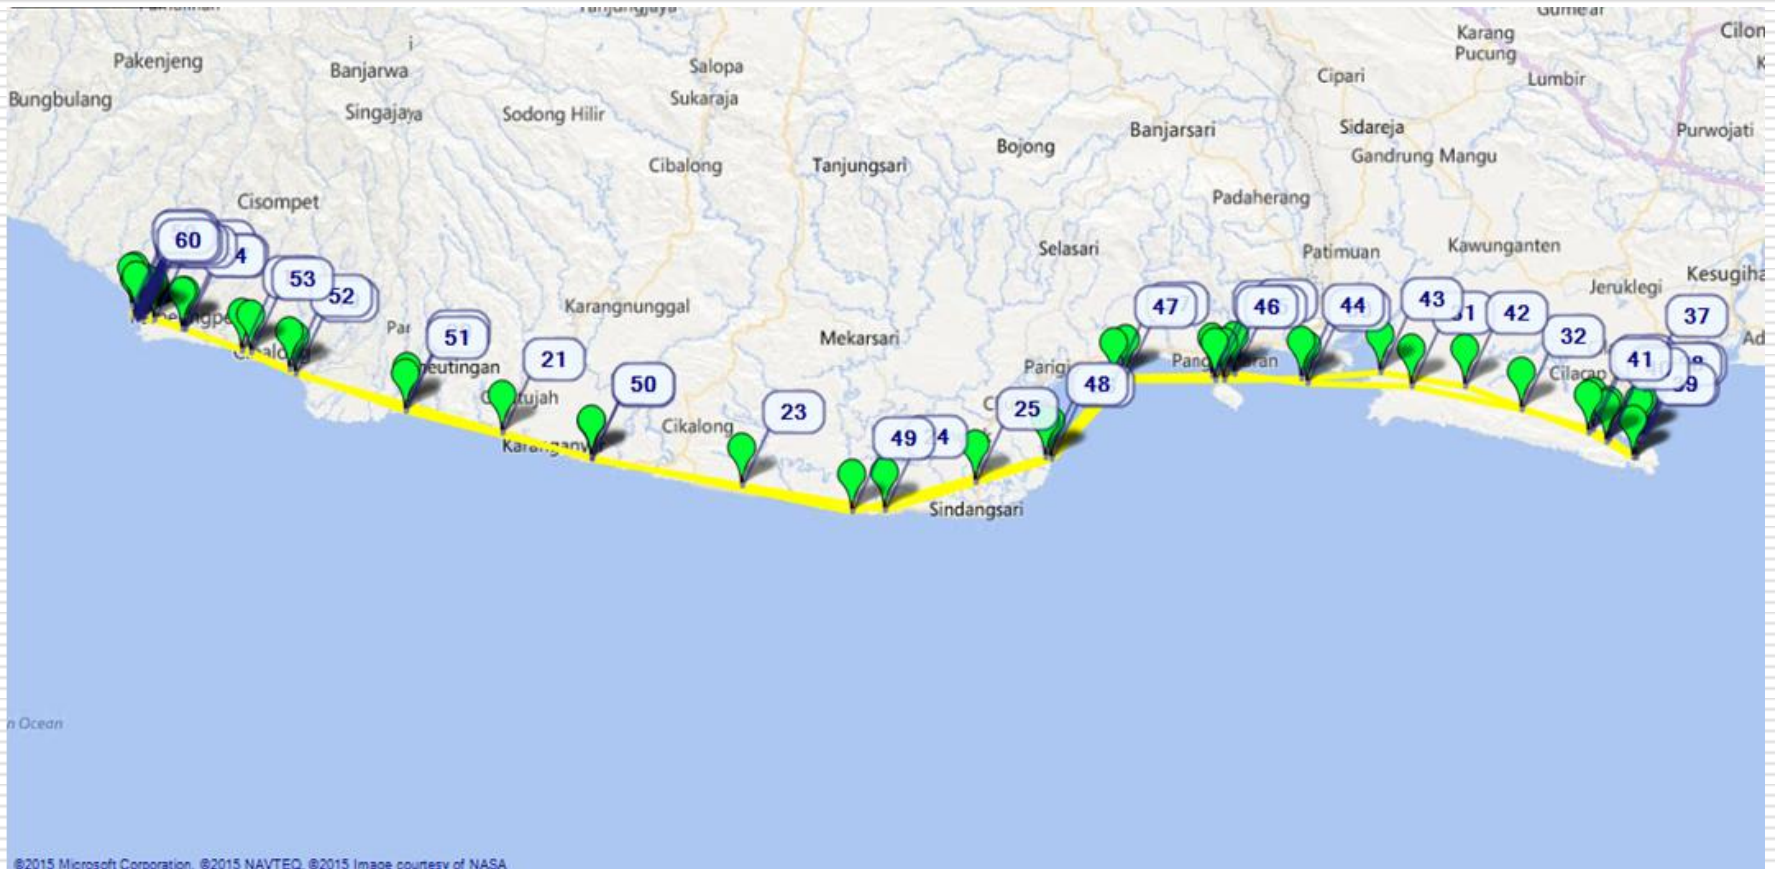 Pakenjeng
Banjarwa
Salopa
Cipari
Karang
Pucung
Lumbir
Bungbulang
Singajaya
Sodong Hilir
Sukaraja
Banjarsari
Sidareja
Purwojati
Cibalong
Tanjungsari
Bojong
Gandrung Mangu
Cisompet
Padaherang
Selasari
Patimuan
Kawunganten
Kesugiha
Jeruklegi
Karangnunggal
Mekarsari
Parigi
Cilacap
Cikalong
Sindangsari
60
53
52
51
21
50
23
49
25
48
47
46
44
43
42
32
41
37
n Ocean
©2015 Microsoft Corporation, ©2015 NAVTEQ, ©2015 Image courtesy of NASA